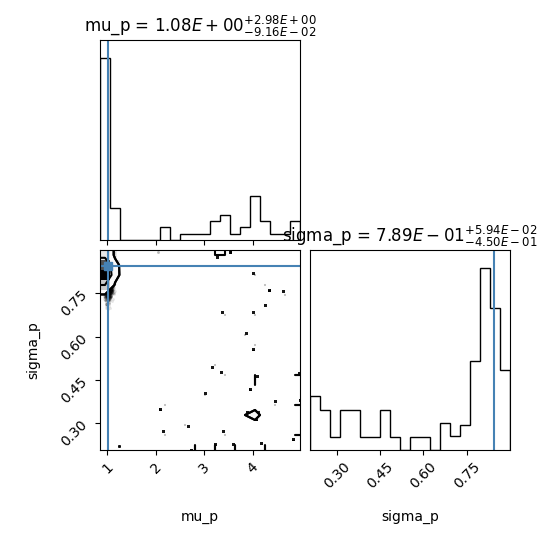 mu_p = 1.08E+00 +2.98E+00 −9.16E−02
sigma_p = 7.89E−01 +5.94E−02 −4.50E−01
0.75
0.60
0.45
0.30
sigma_p
1 2 3 4
0.30 0.45 0.60 0.75
mu_p
sigma_p